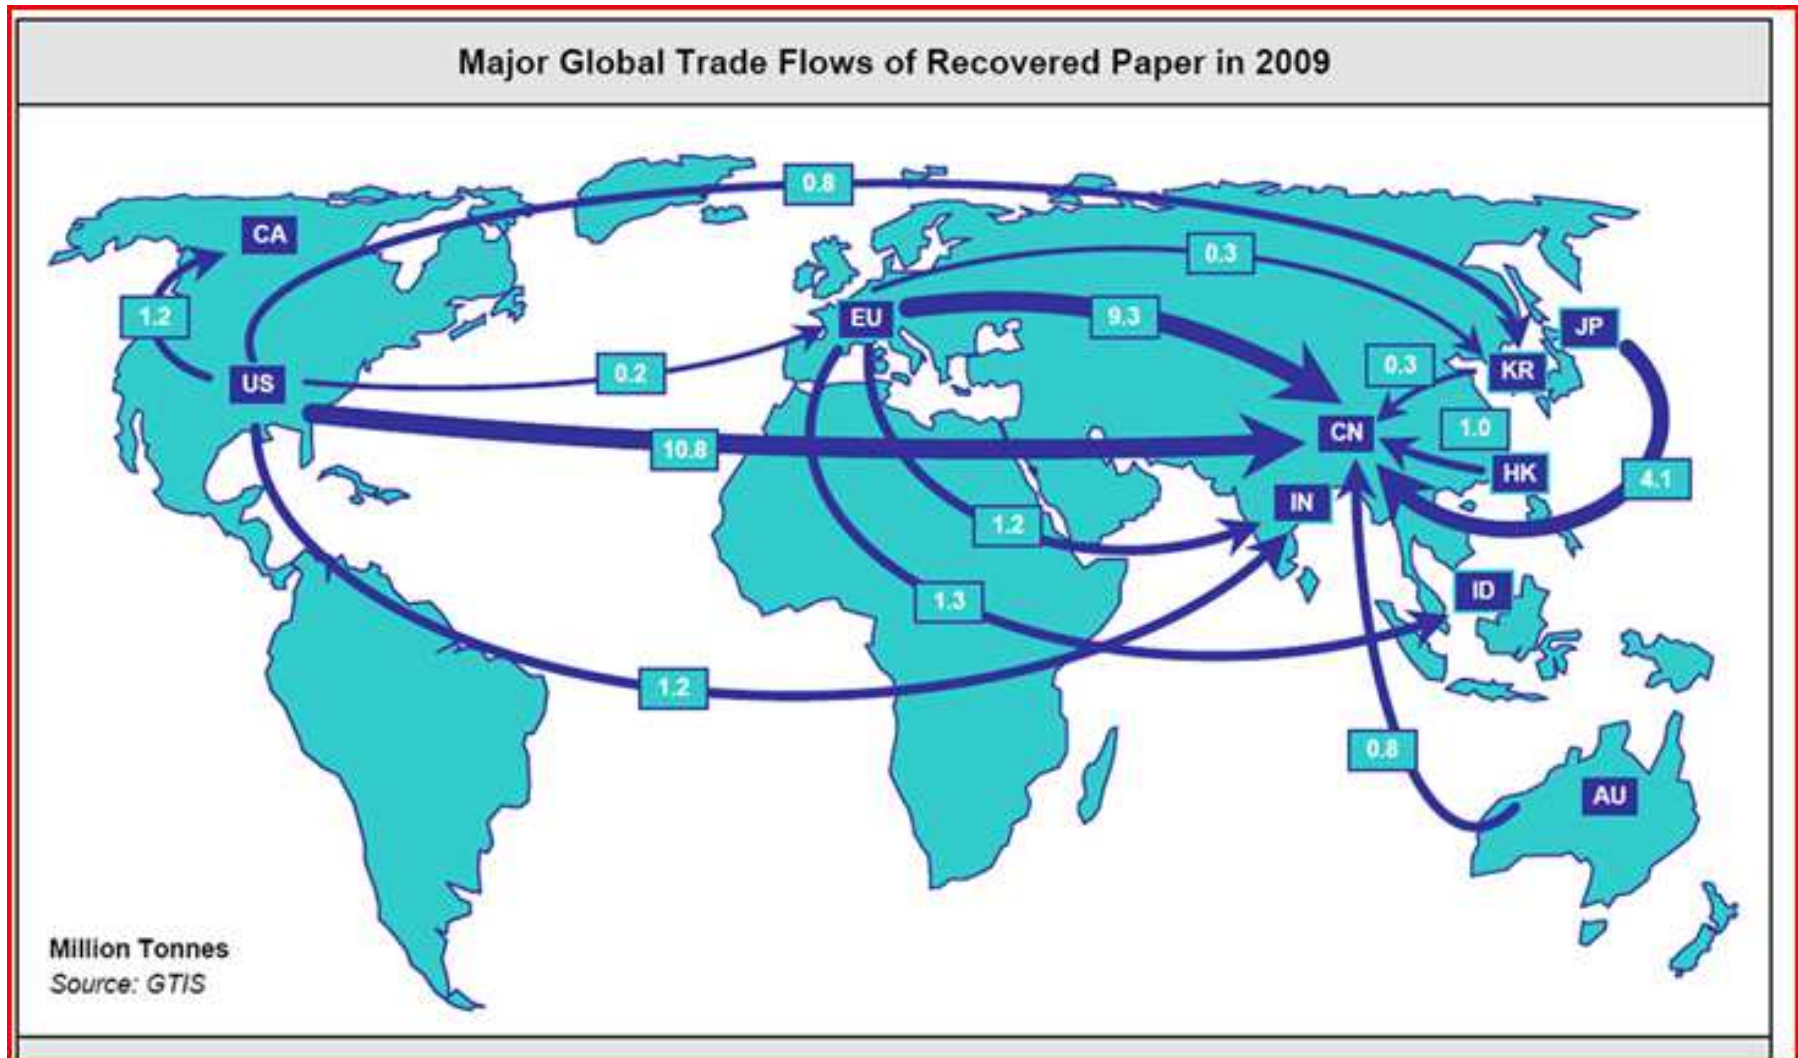 Major Global Trade Flows of Recovered Paper in 2009
0.8
CA
0.3
1.2
EU
9.3
JP
US
0.2
0.3
KR
10.8
CN
1.0
HK
4.1
IN
1.2
ID
1.3
1.2
0.8
AU
Million Tonnes
Source: GTIS